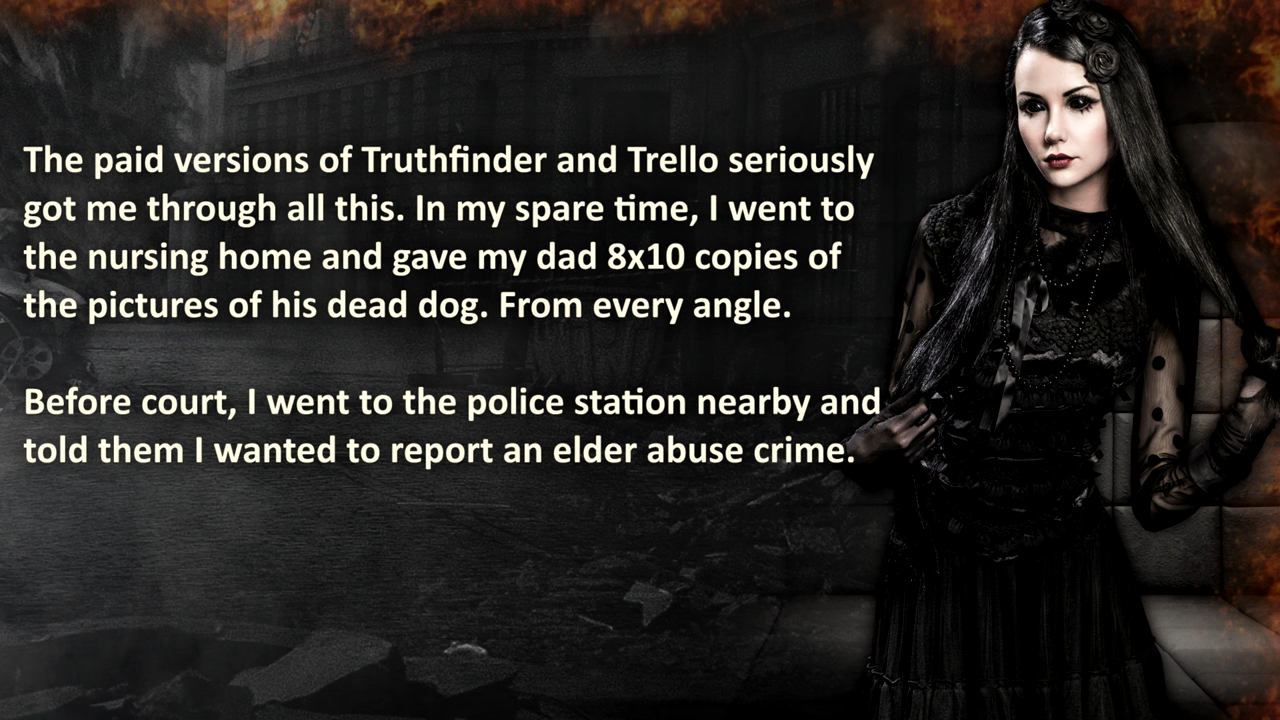 The paid versions of Truthfinder and Trello seriously
got me through all this. In my spare time, I went to
the nursing home and gave my dad 8x10 copies of
the pictures of his dead dog. From every angle.
Before court, I went to the police station nearby and
told them I wanted to report an elder abuse crime.